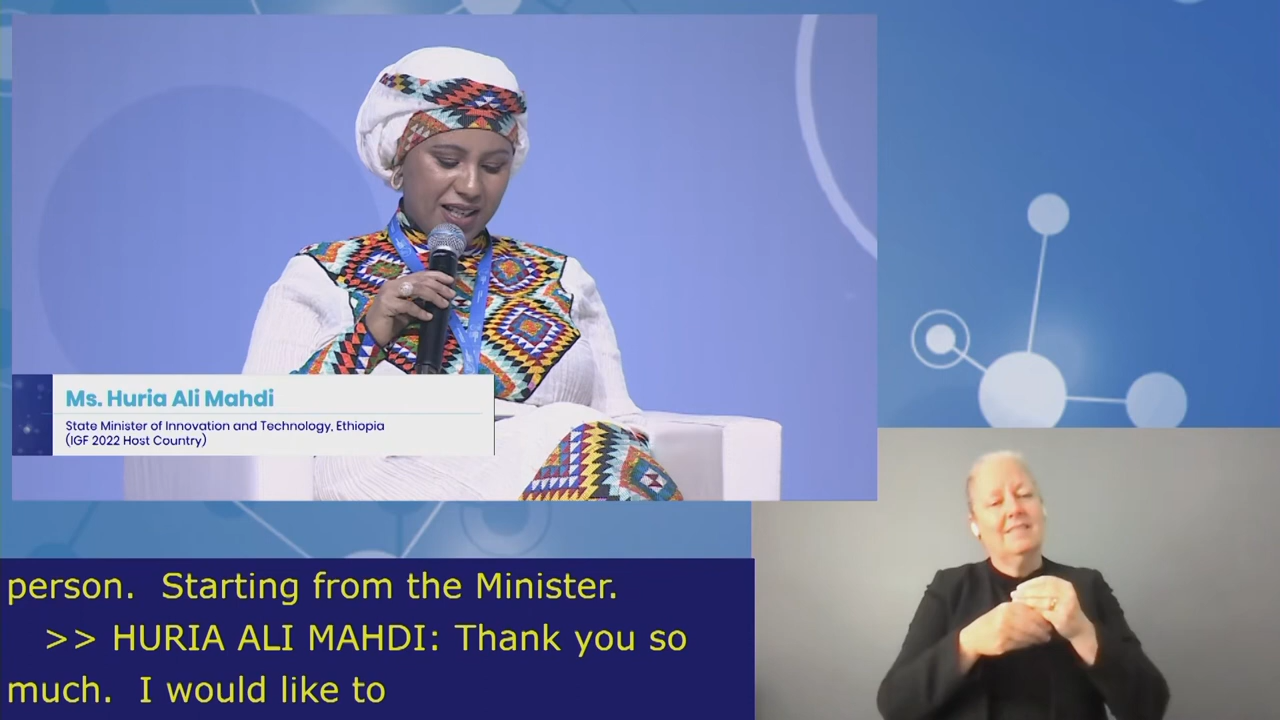 Ms. Huria Ali Mahdi
State Minister of Innovation and Technology, Ethiopia
(IGF 2022 Host Country)
person.  Starting from the Minister.
>> HURIA ALI MAHDI: Thank you so
much.  I would like to